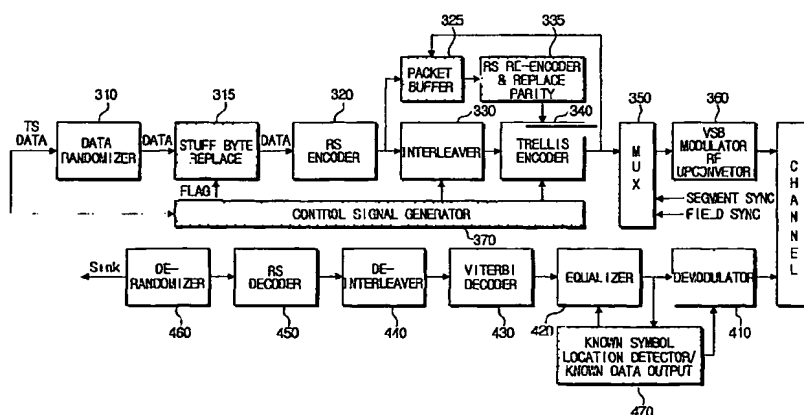 325
335
310
315
320
PACKET
BUFFER
RS RE-ENCODER
& REPLACE
PARITY
330
340
350
360
TS
DATA
DATA
RANDOMIZER
DATA
STUFF BYTE
REPLACE
DATA
RS
ENCODER
INTERLEAVER
TRELLIS
ENCODER
MUX
VSB
MODULATOR
RF
UPCONVETOR
CHANNEL
FLAG
CONTROL SIGNAL GENERATOR
370
SEGMENT SYNC
FIELD SYNC
Sink
DE-
RANDOMIZER
RS
DECODER
DE-
INTERLEAVER
VITERBI
DECODER
EQUALIZER
DEMODULATOR
460
450
440
430
420
410
KNOWN SYMBOL
LOCATION DETECTOR/
KNOWN DATA OUTPUT
470